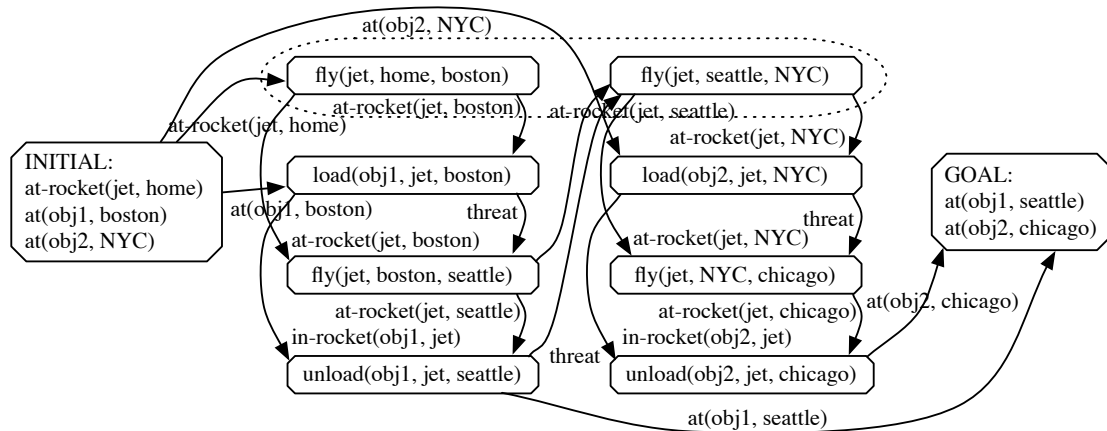 at(obj2, NYC)
fly(jet, home, boston)
fly(jet, seattle, NYC)
at-rocket(jet, boston)
at-rocket(jet, seattle)
at-rocket(jet, home)
at-rocket(jet, NYC)
INITIAL:
at-rocket(jet, home)
at(obj1, boston)
at(obj2, NYC)
load(obj1, jet, boston)
load(obj2, jet, NYC)
GOAL:
at(obj1, seattle)
at(obj2, chicago)
at(obj1, boston)
threat
threat
at-rocket(jet, boston)
at-rocket(jet, NYC)
fly(jet, boston, seattle)
fly(jet, NYC, chicago)
at-rocket(jet, seattle)
at-rocket(jet, chicago)
at(obj2, chicago)
in-rocket(obj1, jet)
threat
in-rocket(obj2, jet)
unload(obj1, jet, seattle)
unload(obj2, jet, chicago)
at(obj1, seattle)